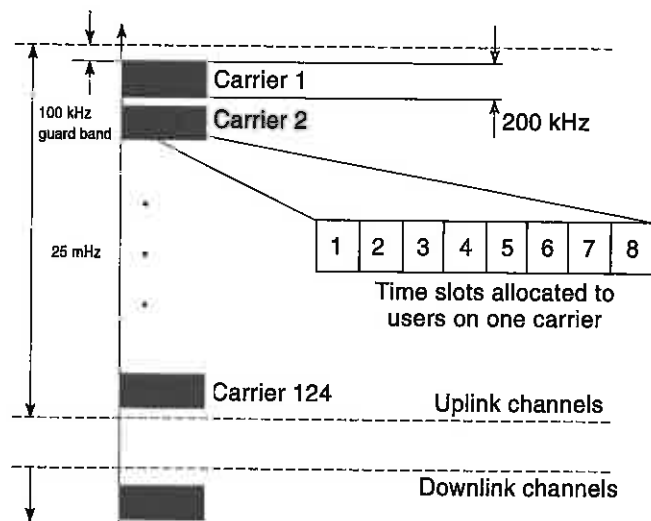 Carrier 1
100 kHz
guard band
Carrier 2
200 kHz
1 2 3 4 5 6 7 8
25 mHz
Time slots allocated to
users on one carrier
Carrier 124
Uplink channels
Downlink channels